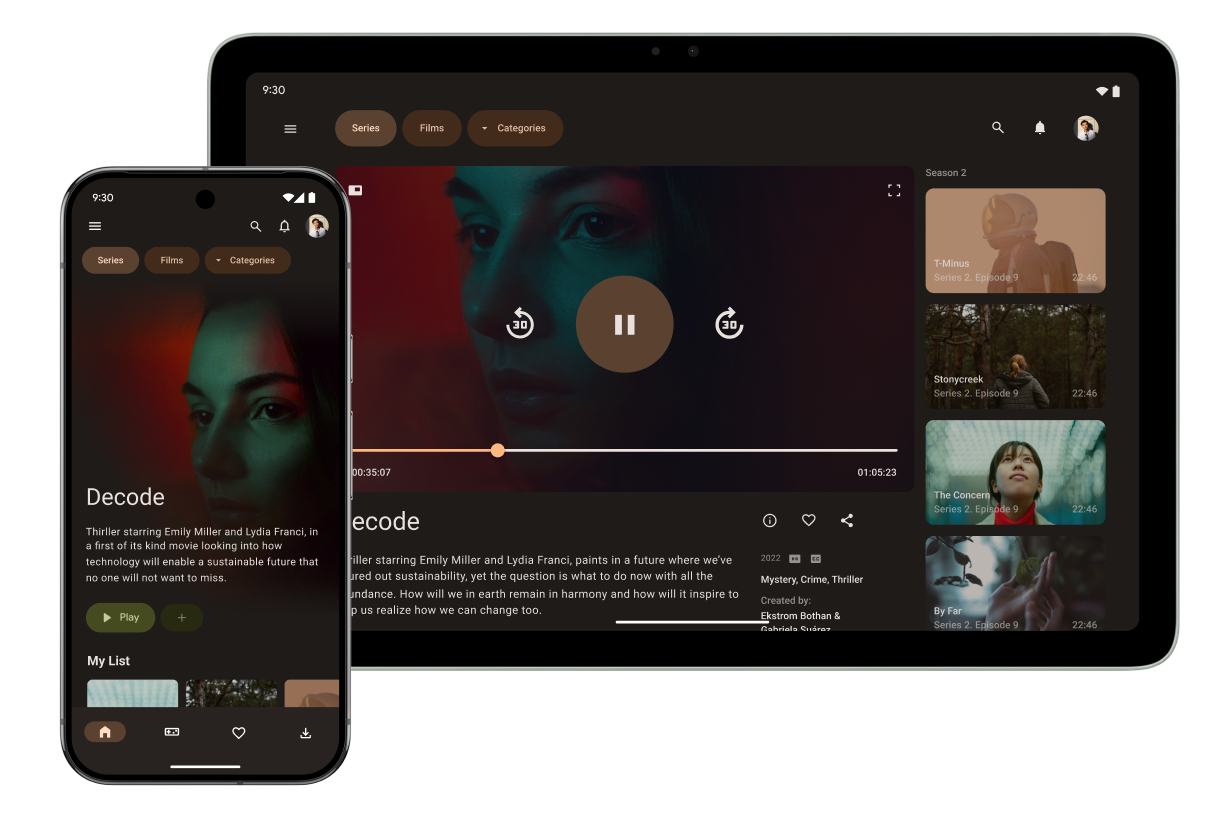 9:30
Series
Films
Categories
Decode
Thirller starring Emily Miller and Lydia Franci, in
a first of its kind movie looking into how
technology will enable a sustainable future that
no one will not want to miss.
Play
My List
9:30
Series
Films
Categories
30
30
00:35:07
01:05:23
ecode
riller starring Emily Miller and Lydia Franci, paints in a future where we've
ured out sustainability, yet the question is what to do now with all the
undance. How will we in earth remain in harmony and how will it inspire to
p us realize how we can change too.
2022
CC
Mystery, Crime, Thriller
Created by:
Ekstrom Bothan &
Gabriela Suárez
Season 2
T-Minus
Series 2. Episode 9
22:46
Stonycreek
Series 2. Episode 9
22:46
The Concern
Series 2. Episode 9
22:46
By Far
Series 2. Episode 9
22:46